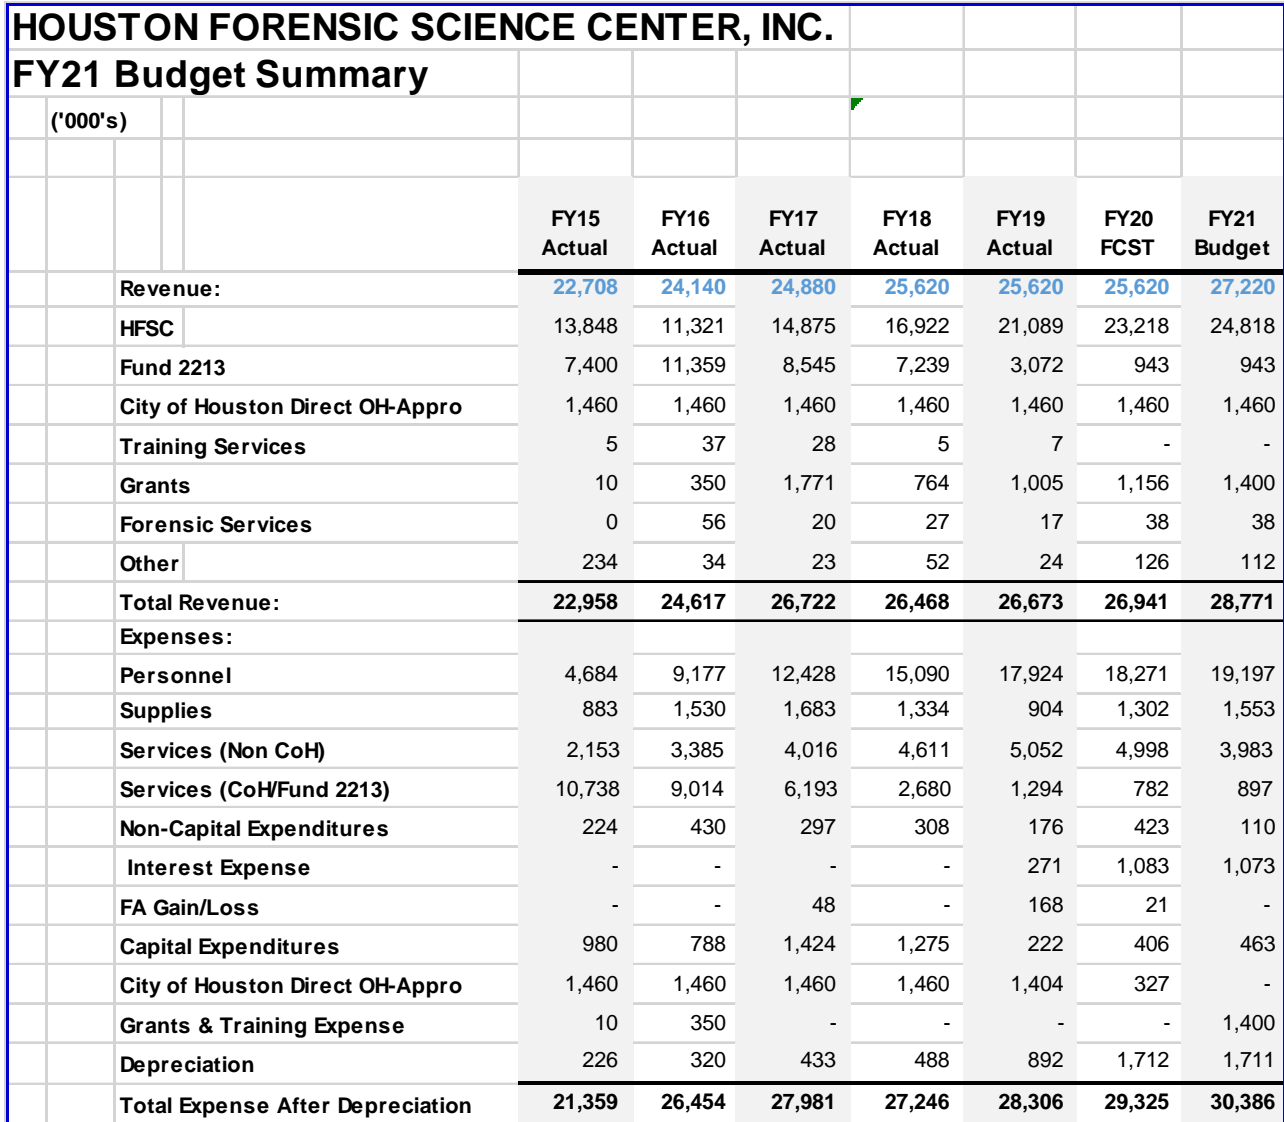 HOUSTON FORENSIC SCIENCE CENTER, INC.
FY21 Budget Summary
('000's)
FY15 FY16 FY17 FY18 FY19 FY20 FY21
Actual Actual Actual Actual Actual FCST Budget
Revenue: 22,708 24,140 24,880 25,620 25,620 25,620 27,220
HFSC 13,848 11,321 14,875 16,922 21,089 23,218 24,818
Fund 2213 7,400 11,359 8,545 7,239 3,072 943 943
City of Houston Direct OH-Appro 1,460 1,460 1,460 1,460 1,460 1,460 1,460
Training Services 5 37 28 5 7 - -
Grants 10 350 1,771 764 1,005 1,156 1,400
Forensic Services 0 56 20 27 17 38 38
Other 234 34 23 52 24 126 112
Total Revenue: 22,958 24,617 26,722 26,468 26,673 26,941 28,771
Expenses:
Personnel 4,684 9,177 12,428 15,090 17,924 18,271 19,197
Supplies 883 1,530 1,683 1,334 904 1,302 1,553
Services (Non CoH) 2,153 3,385 4,016 4,611 5,052 4,998 3,983
Services (CoH/Fund 2213) 10,738 9,014 6,193 2,680 1,294 782 897
Non-Capital Expenditures 224 430 297 308 176 423 110
Interest Expense - - - - 271 1,083 1,073
FA Gain/Loss - - 48 - 168 21 -
Capital Expenditures 980 788 1,424 1,275 222 406 463
City of Houston Direct OH-Appro 1,460 1,460 1,460 1,460 1,404 327 -
Grants & Training Expense 10 350 - - - - 1,400
Depreciation 226 320 433 488 892 1,712 1,711
Total Expense After Depreciation 21,359 26,454 27,981 27,246 28,306 29,325 30,386